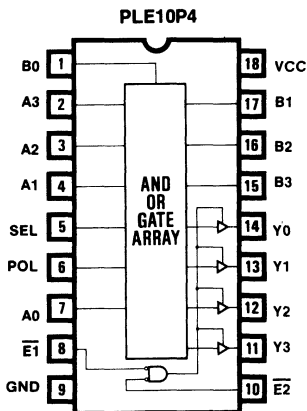 PLE10P4
B0 1 18 VCC
A3 2 17 B1
A2 3 16 B2
A1 4 15 B3
AND
OR
GATE
ARRAY
SEL 5 14 Y0
POL 6 13 Y1
A0 7 12 Y2
E1 8 11 Y3
GND 9 10 E2